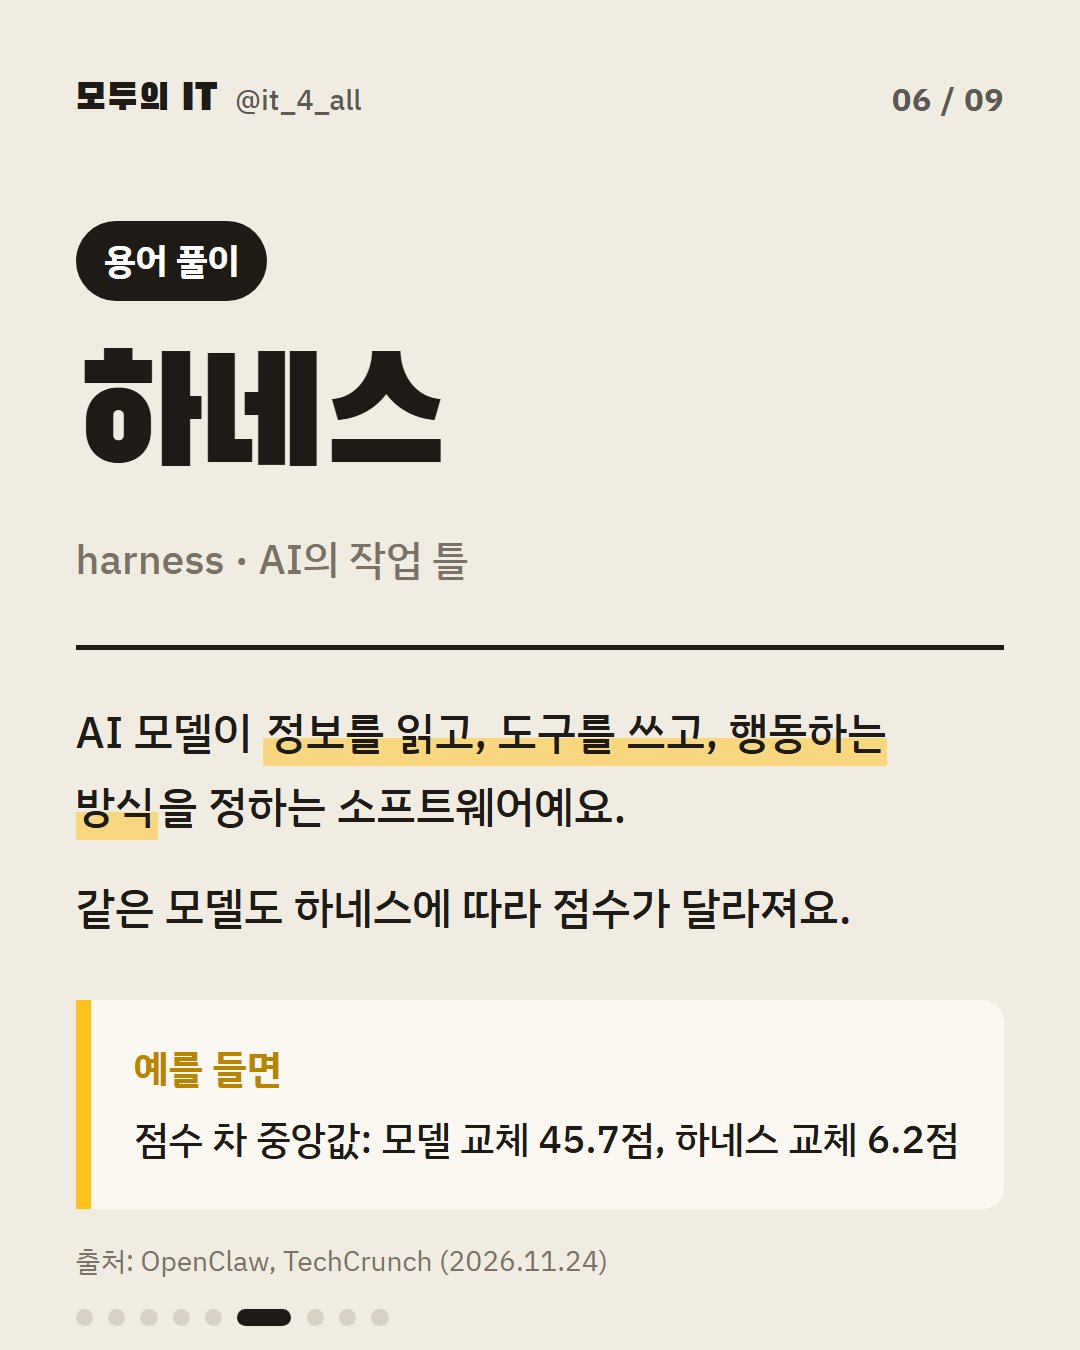 모두의 IT @it_4_all
06 / 09
용어 풀이
하네스
harness · AI의 작업 틀
AI 모델이 정보를 읽고, 도구를 쓰고, 행동하는
방식을 정하는 소프트웨어예요.
같은 모델도 하네스에 따라 점수가 달라져요.
예를 들면
점수 차 중앙값: 모델 교체 45.7점, 하네스 교체 6.2점
출처: OpenClaw, TechCrunch (2026.11.24)